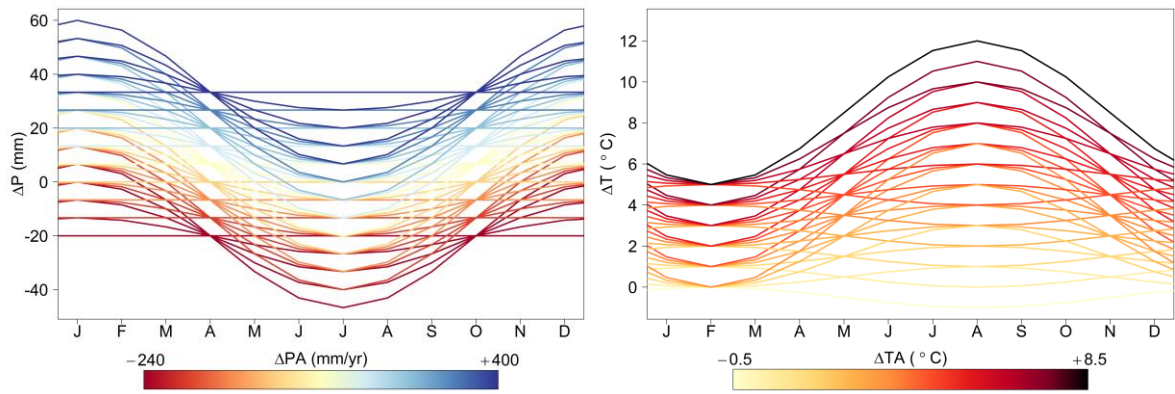 60
40
20
0
−20
−40
ΔP (mm)
J F M A M J J A S O N D
−240 ΔPA (mm/yr) +400
12
10
8
6
4
2
0
ΔT ( ° C)
J F M A M J J A S O N D
−0.5 ΔTA ( ° C) +8.5